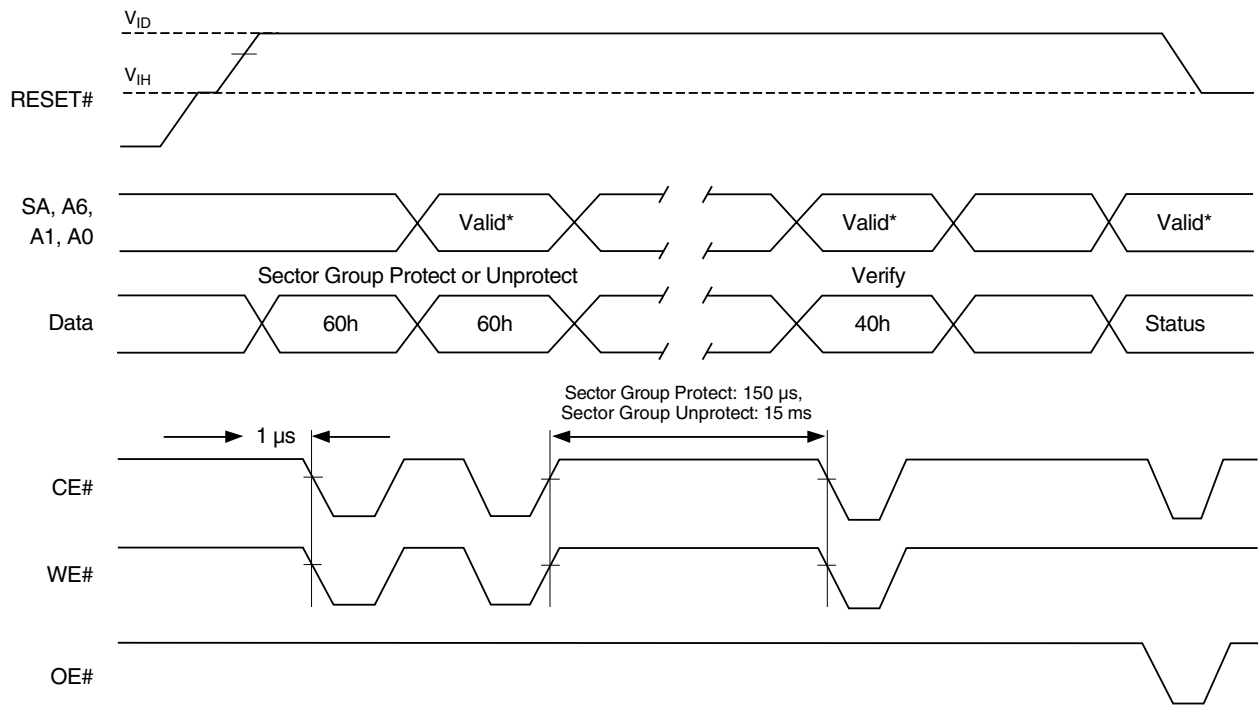 V_ID
V_IH
RESET#
SA, A6,
A1, A0
Valid*
Valid*
Valid*
Sector Group Protect or Unprotect
Verify
Data
60h
60h
40h
Status
Sector Group Protect: 150 µs,
Sector Group Unprotect: 15 ms
1 µs
CE#
WE#
OE#